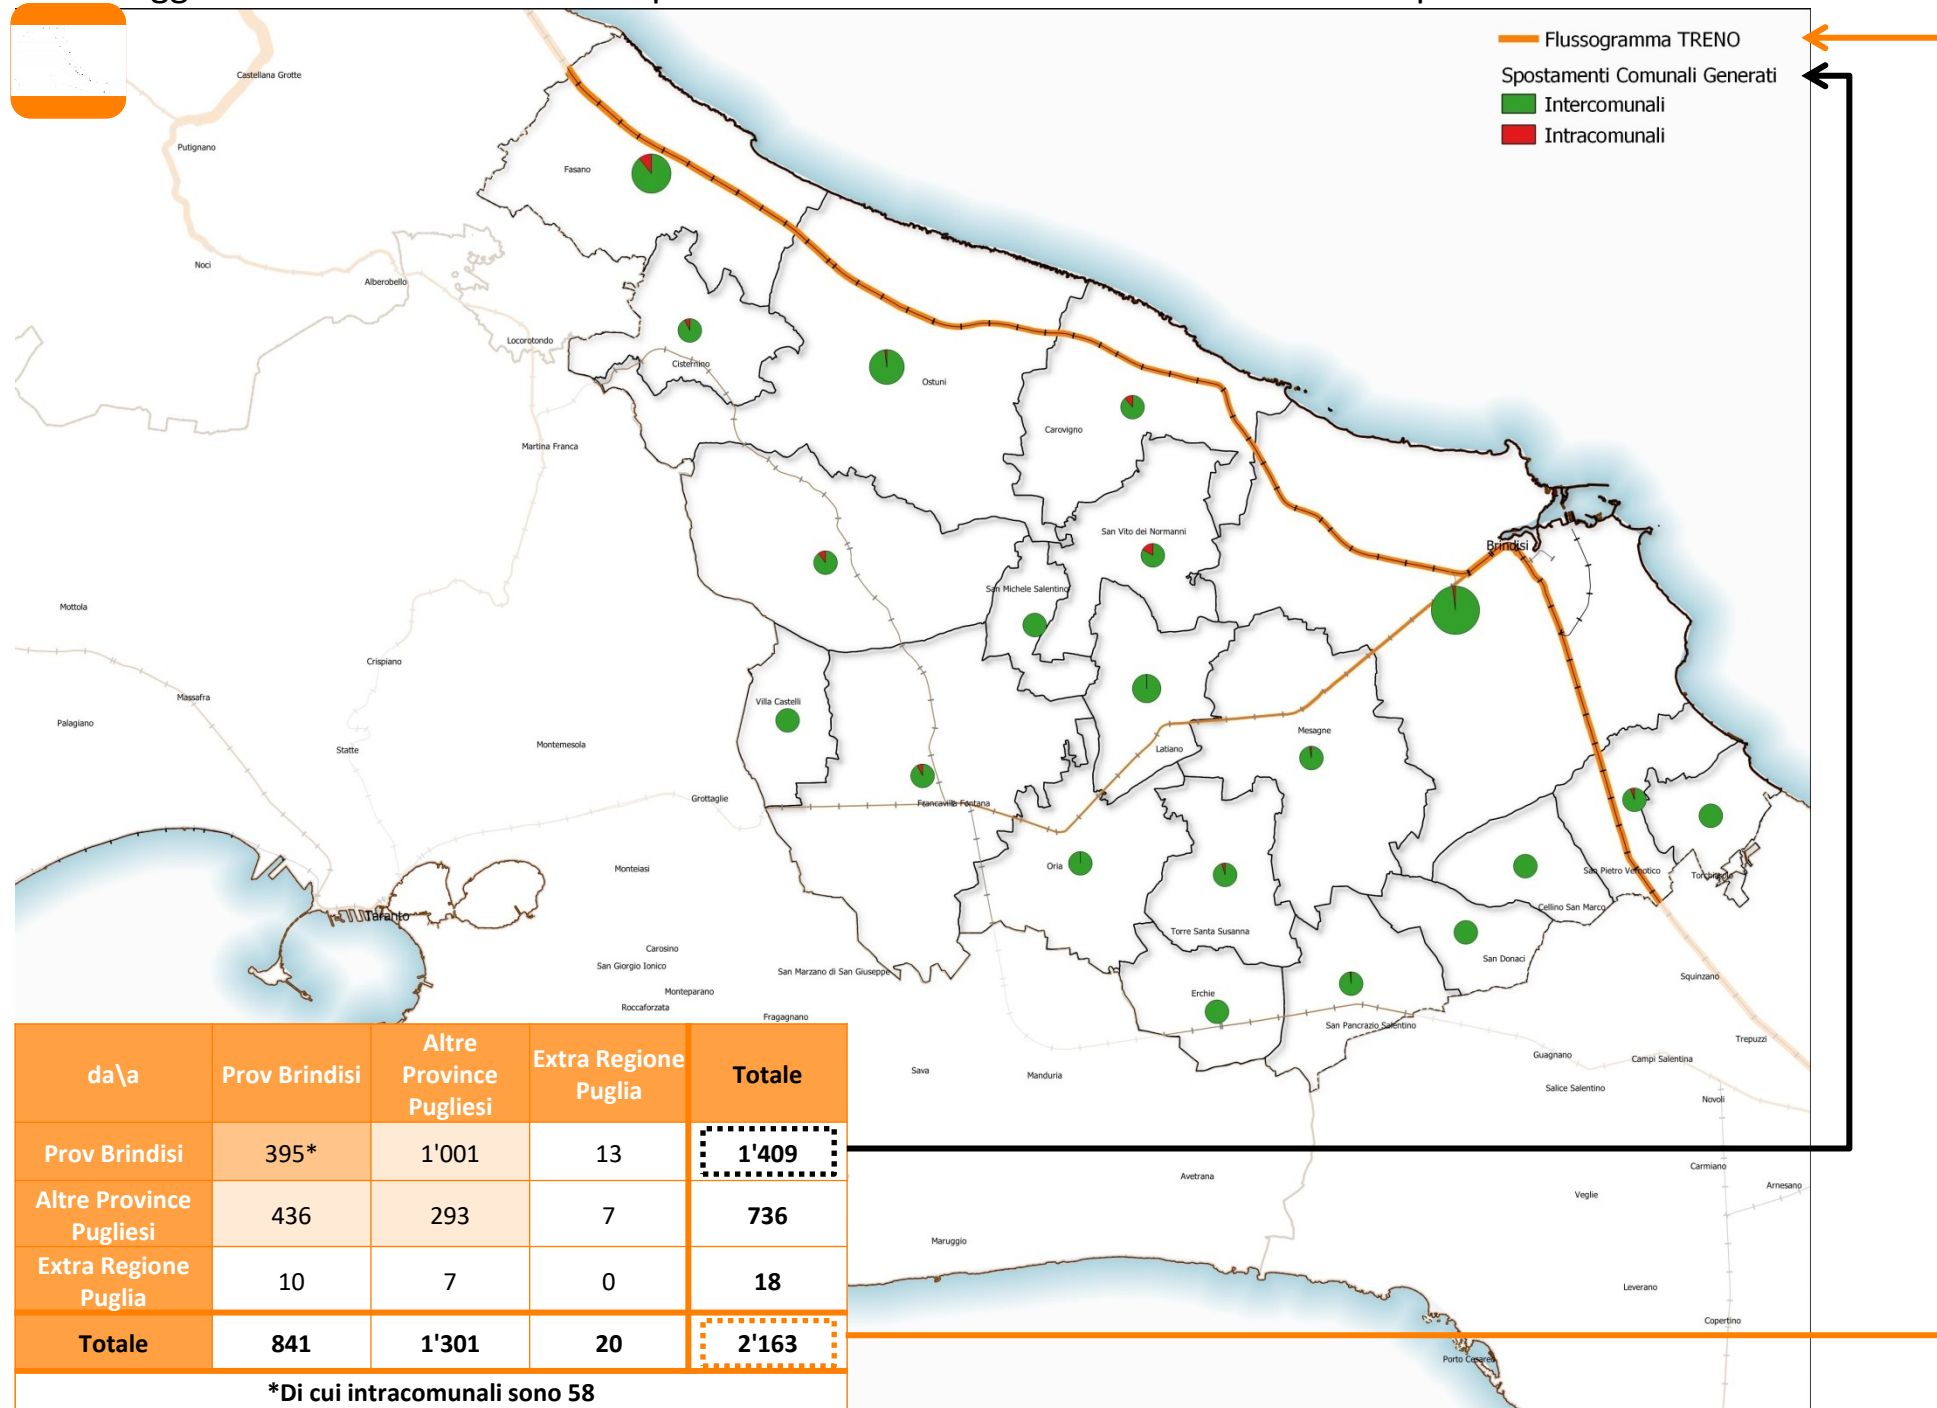 Flussogramma TRENO
Spostamenti Comunali Generati
Intercomunali
Intracomunali
Castellana Grotte
Putignano
Fasano
Noci
Alberobello
Locorotondo
Cisternino
Ostuni
Carovigno
Martina Franca
San Vito dei Normanni
Brindisi
San Michele Salentino
Mottola
Crispiano
Massafra
Villa Castelli
Palagiano
Statte
Montemesola
Mesagne
Latiano
Grottaglie
Francavilla Fontana
Monteiasi
Oria
San Pietro Vernotico
Torchiarolo
Cellino San Marco
Taranto
Torre Santa Susanna
Carosino
San Giorgio Ionico
San Marzano di San Giuseppe
San Donaci
Squinzano
Monteparano
Erchie
Roccaforzata
Fragagnano
San Pancrazio Salentino
Trepuzzi
Guagnano
Campi Salentina
Sava
Manduria
Salice Salentino
Novoli
Carmiano
Avetrana
Arnesano
Veglie
Maruggio
Leverano
Copertino
Porto Cesareo
da\a Prov Brindisi Altre Province Pugliesi Extra Regione Puglia Totale
Prov Brindisi 395* 1'001 13 1'409
Altre Province Pugliesi 436 293 7 736
Extra Regione Puglia 10 7 0 18
Totale 841 1'301 20 2'163
*Di cui intracomunali sono 58